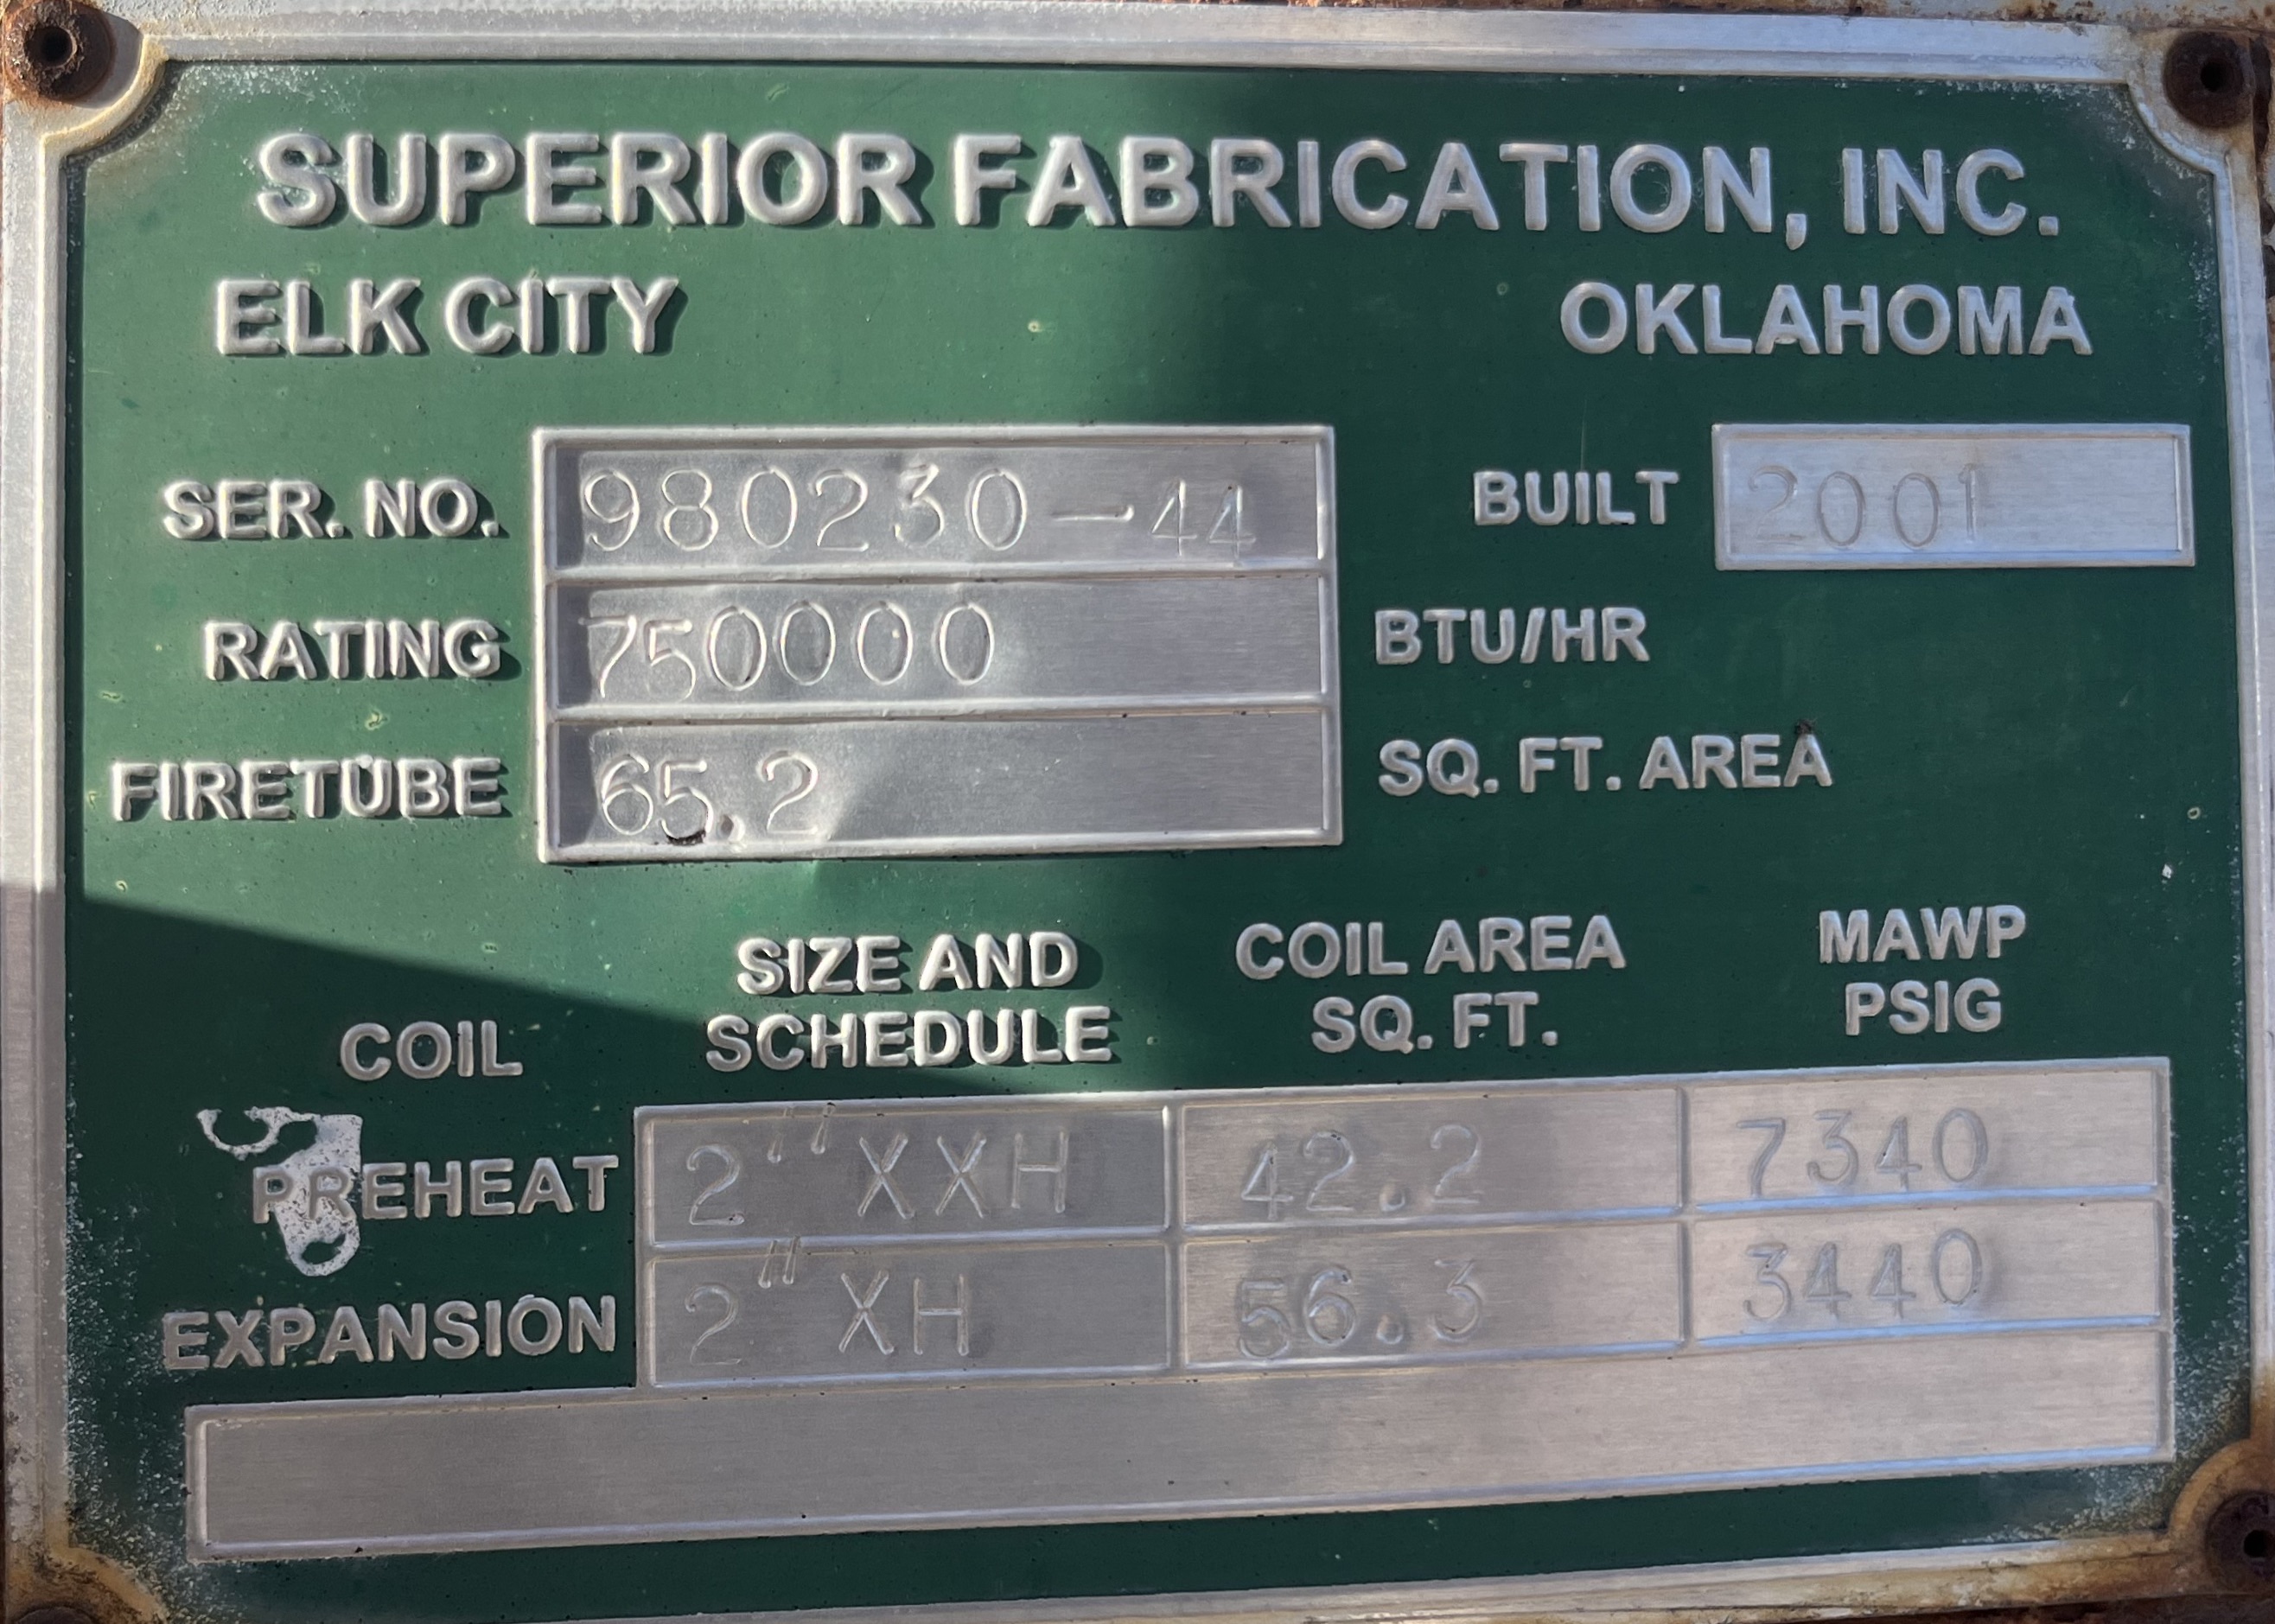 SUPERIOR FABRICATION, INC.
ELK CITY OKLAHOMA
SER. NO. 980230-44 BUILT 2001
RATING 750000 BTU/HR
FIRETUBE 65.2 SQ. FT. AREA
COIL SIZE AND SCHEDULE COIL AREA SQ. FT. MAWP PSIG
PREHEAT 2" XXH 42.2 7340
EXPANSION 2" XH 56.3 3440